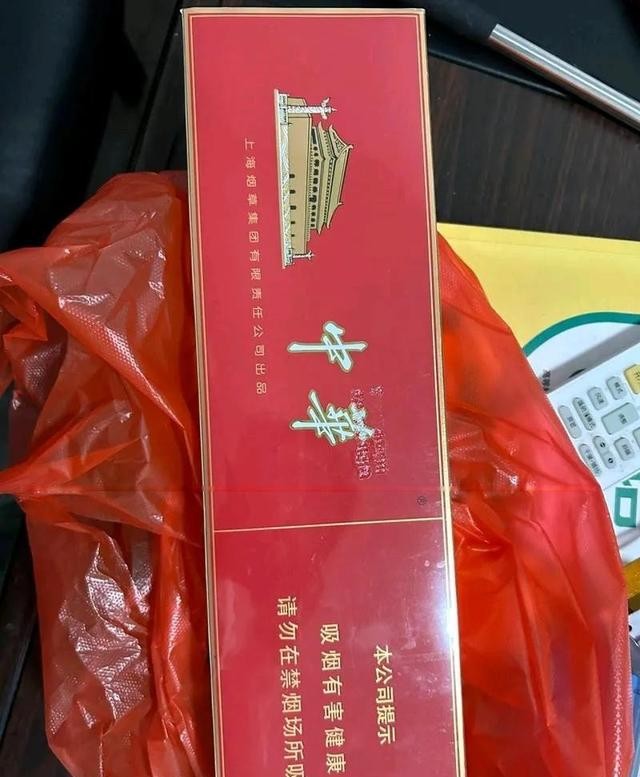 上海烟草集团有限责任公司出品
中华
®
本公司提示
吸烟有害健康
请勿在禁烟场所吸